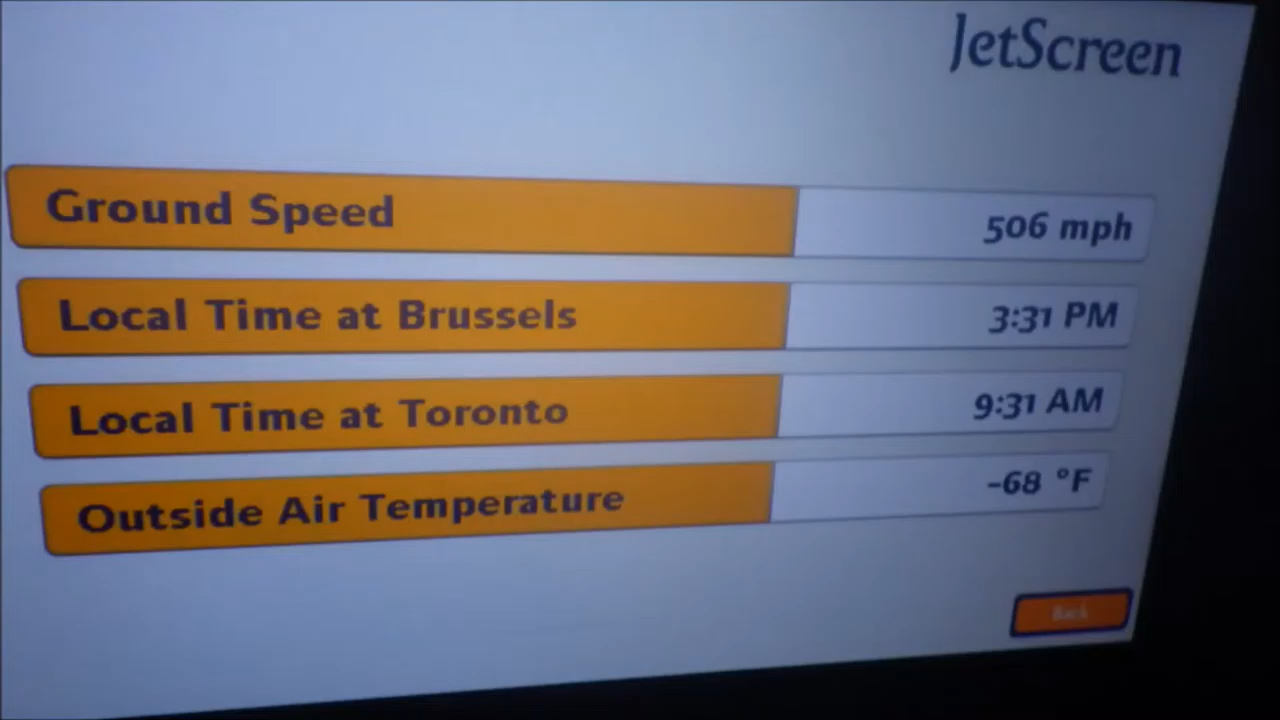 JetScreen
Ground Speed 506 mph
Local Time at Brussels 3:31 PM
Local Time at Toronto 9:31 AM
Outside Air Temperature -68 °F
Back